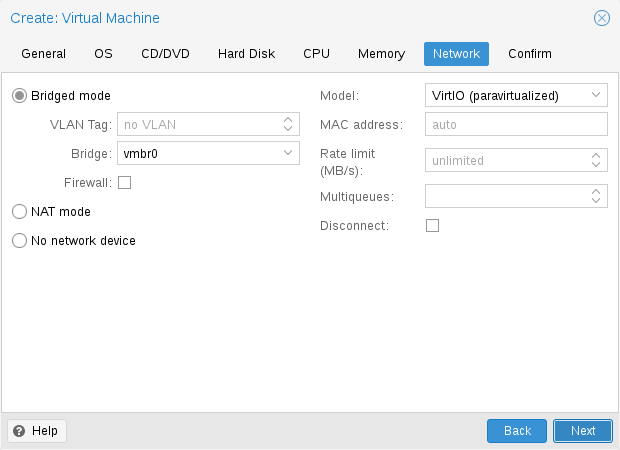 Create: Virtual Machine
General OS CD/DVD Hard Disk CPU Memory Network Confirm
Bridged mode
VLAN Tag: no VLAN
Bridge: vmbr0
Firewall:
NAT mode
No network device
Model: VirtIO (paravirtualized)
MAC address: auto
Rate limit
(MB/s): unlimited
Multiqueues:
Disconnect:
Help Back Next